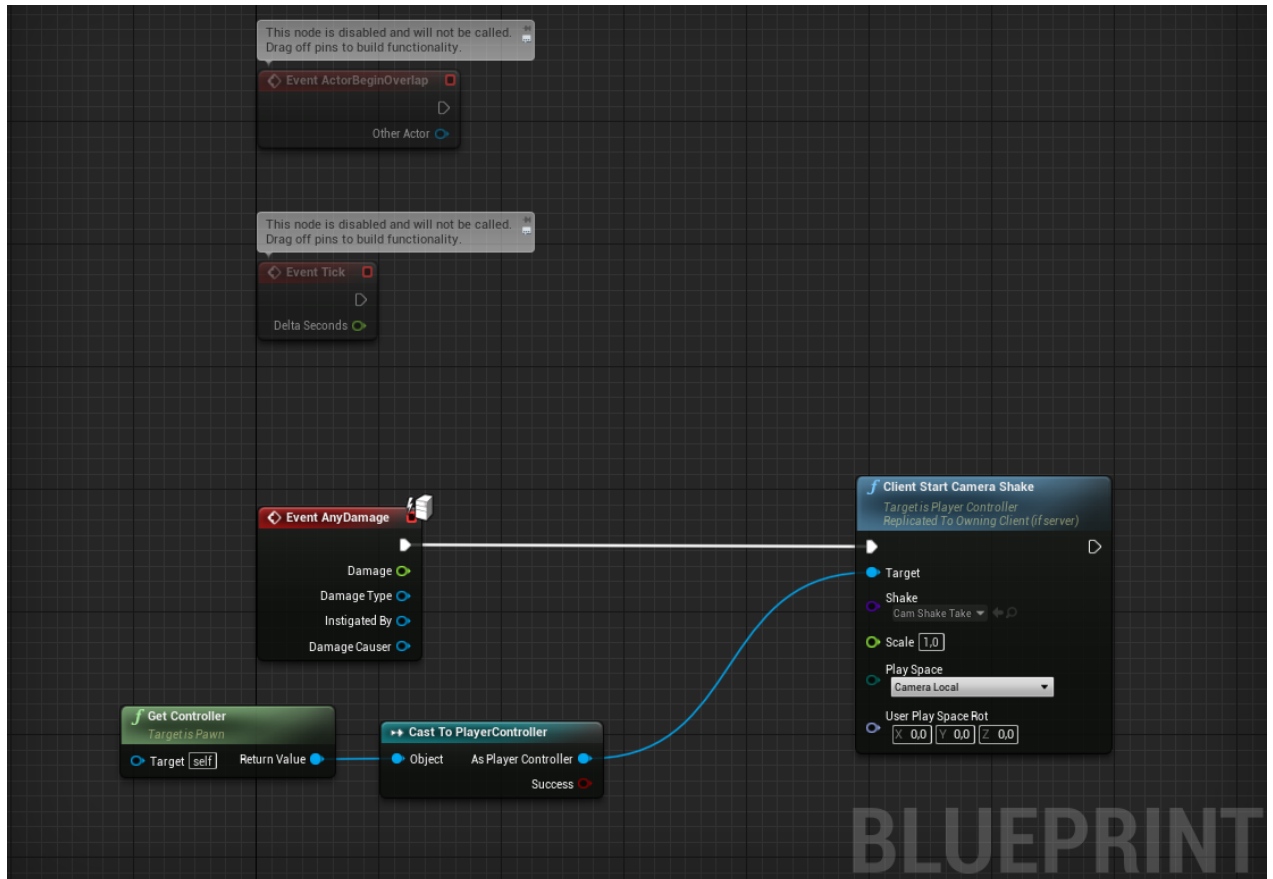 This node is disabled and will not be called.
Drag off pins to build functionality.
Event ActorBeginOverlap
Other Actor
This node is disabled and will not be called.
Drag off pins to build functionality.
Event Tick
Delta Seconds
Event AnyDamage
Damage
Damage Type
Instigated By
Damage Causer
Get Controller
Target is Pawn
Target self Return Value
Cast To PlayerController
Object As Player Controller
Success
f Client Start Camera Shake
Target is Player Controller
Replicated To Owning Client (if server)
Target
Shake
Cam Shake Take
Scale 1,0
Play Space
Camera Local
User Play Space Rot
X 0,0 Y 0,0 Z 0,0
BLUEPRINT